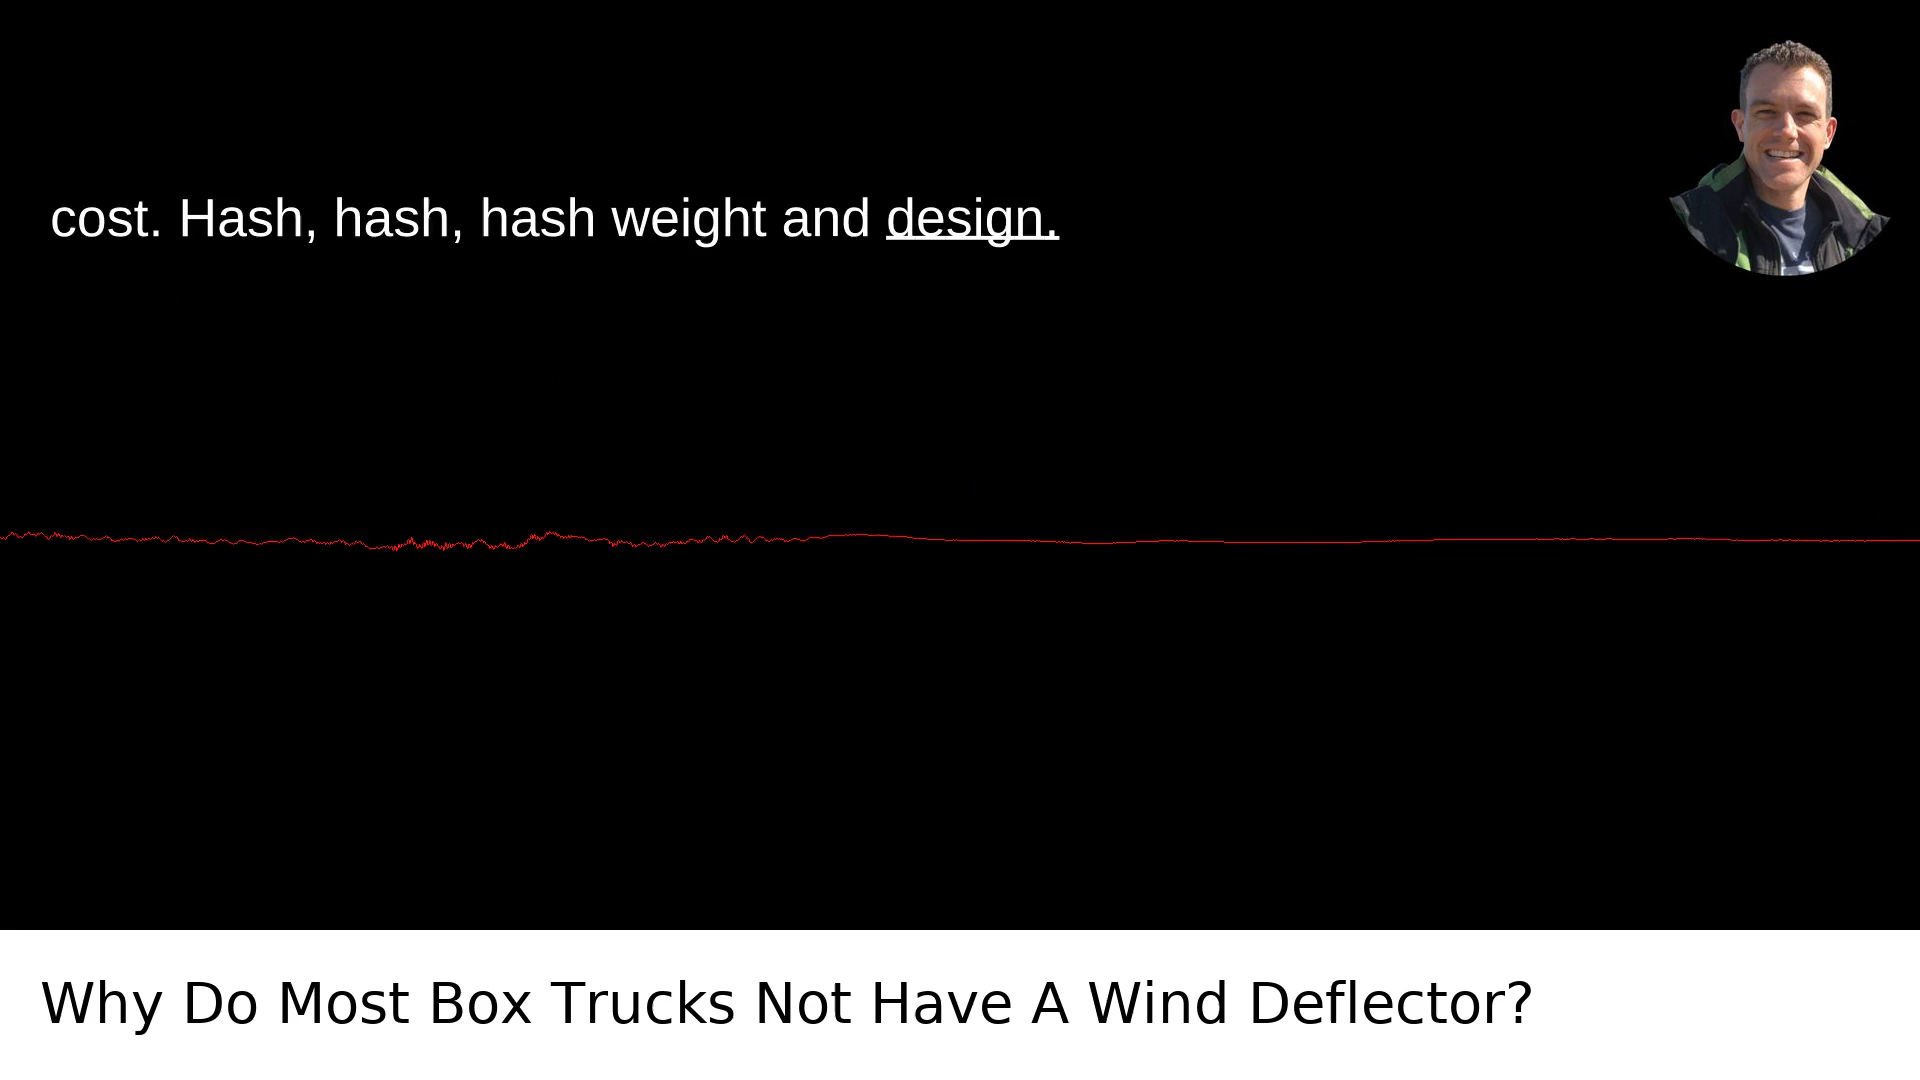 cost. Hash, hash, hash weight and design.
Why Do Most Box Trucks Not Have A Wind Deflector?